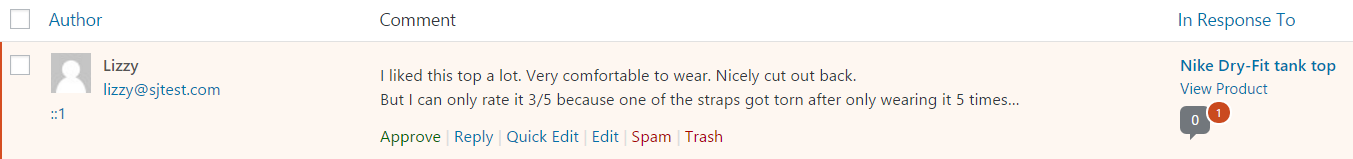 Author Comment In Response To
Lizzy
lizzy@sjtest.com
::1
I liked this top a lot. Very comfortable to wear. Nicely cut out back.
But I can only rate it 3/5 because one of the straps got torn after only wearing it 5 times...
Approve | Reply | Quick Edit | Edit | Spam | Trash
Nike Dry-Fit tank top
View Product
0 1